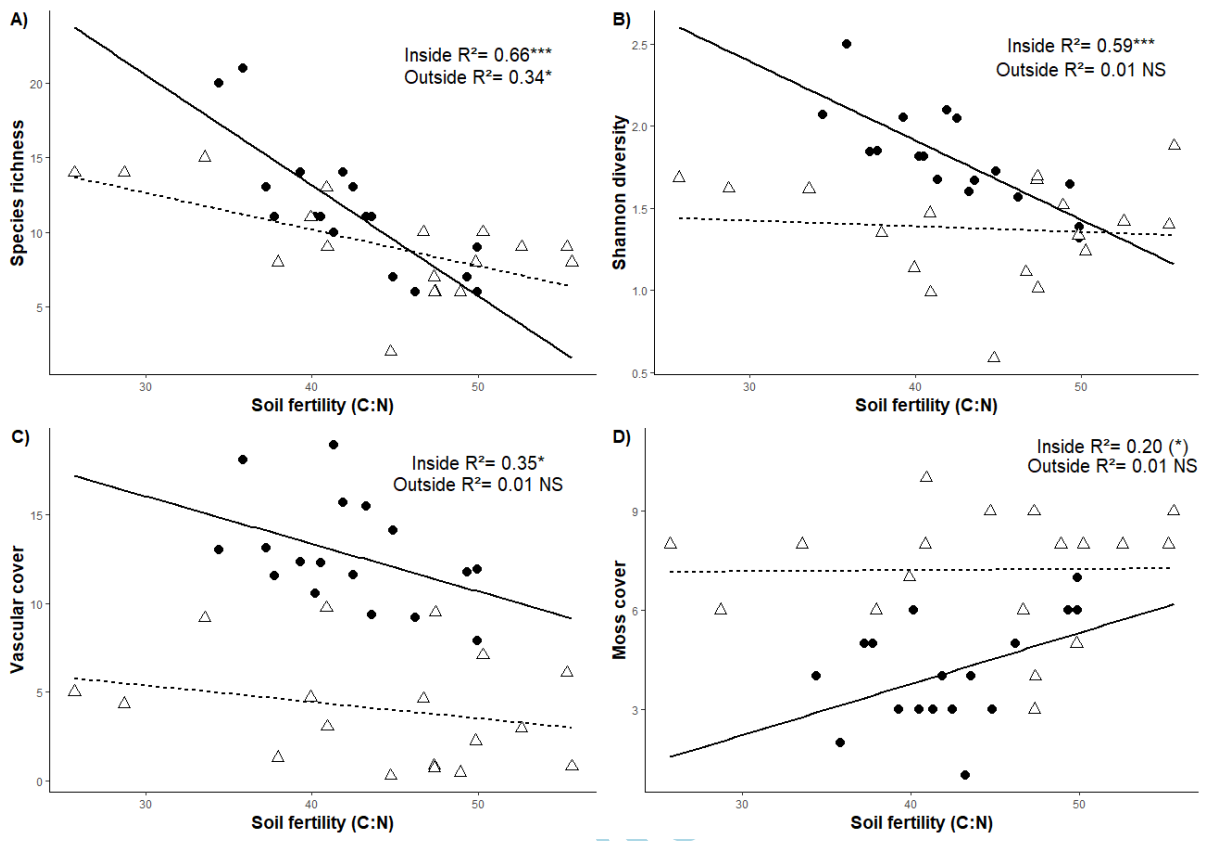 A)
Inside R²= 0.66***
Outside R²= 0.34*
Species richness
20
15
10
5
30
40
50
Soil fertility (C:N)
B)
Inside R²= 0.59***
Outside R²= 0.01 NS
Shannon diversity
2.5
2.0
1.5
1.0
0.5
30
40
50
Soil fertility (C:N)
C)
Inside R²= 0.35*
Outside R²= 0.01 NS
Vascular cover
15
10
5
0
30
40
50
Soil fertility (C:N)
D)
Inside R²= 0.20 (*)
Outside R²= 0.01 NS
Moss cover
9
6
3
30
40
50
Soil fertility (C:N)